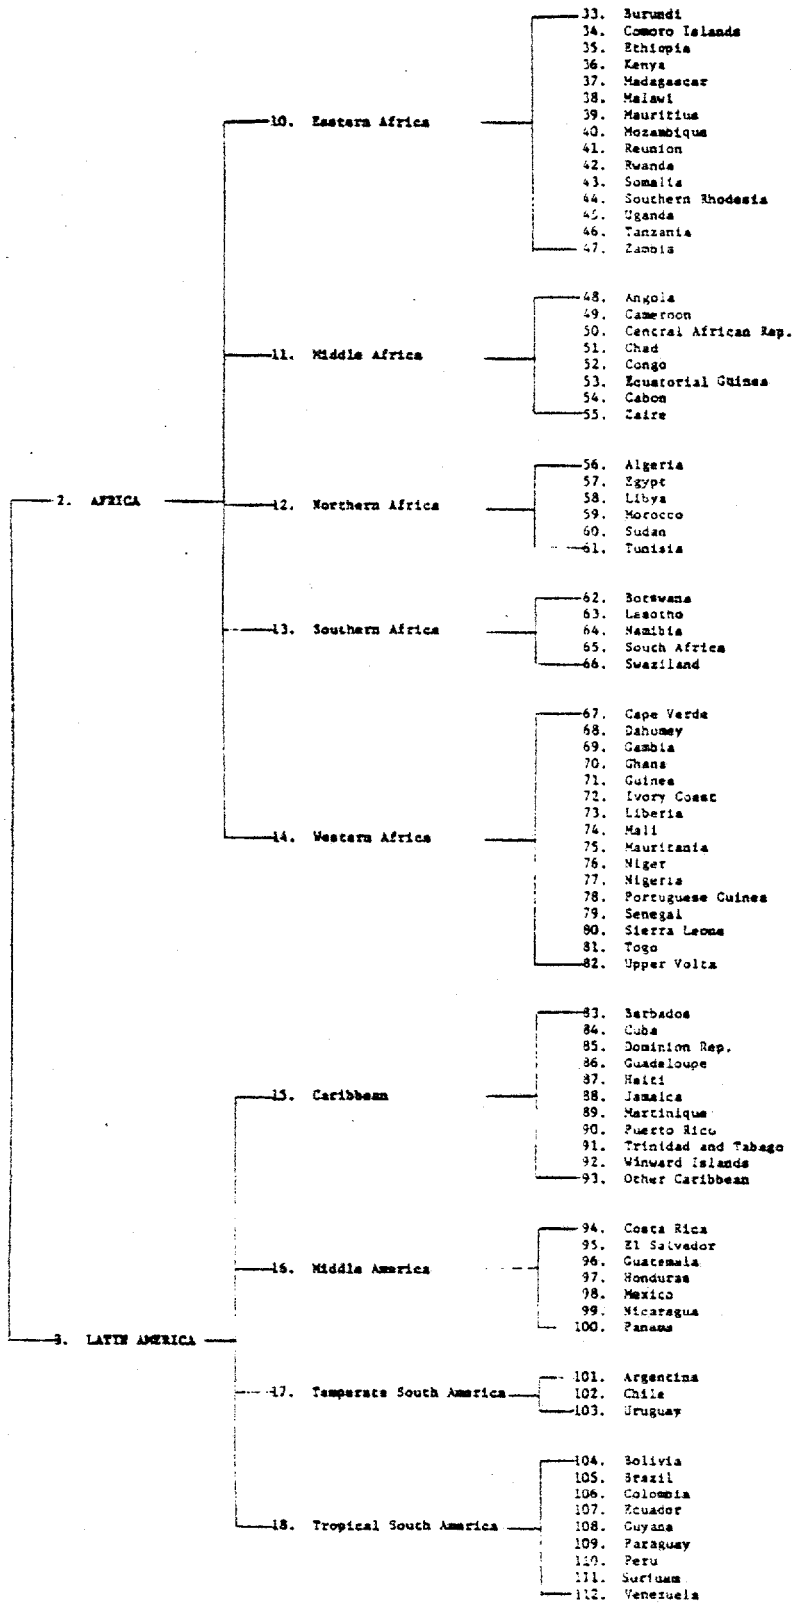 33. Burundi
34. Comoro Islands
35. Ethiopia
36. Kenya
37. Madagascar
38. Malawi
10. Eastern Africa
39. Mauritius
40. Mozambique
41. Reunion
42. Rwanda
43. Somalia
44. Southern Rhodesia
45. Uganda
46. Tanzania
47. Zambia
48. Angola
49. Cameroon
50. Central African Rep.
11. Middle Africa
51. Chad
52. Congo
53. Equatorial Guinea
54. Gabon
55. Zaire
56. Algeria
57. Egypt
2. AFRICA
12. Northern Africa
58. Libya
59. Morocco
60. Sudan
61. Tunisia
62. Botswana
63. Lesotho
13. Southern Africa
64. Namibia
65. South Africa
66. Swaziland
67. Cape Verde
68. Dahomey
69. Gambia
70. Ghana
71. Guinea
72. Ivory Coast
73. Liberia
14. Western Africa
74. Mali
75. Mauritania
76. Niger
77. Nigeria
78. Portuguese Guinea
79. Senegal
80. Sierra Leone
81. Togo
82. Upper Volta
83. Barbados
84. Cuba
85. Dominion Rep.
86. Guadeloupe
87. Haiti
15. Caribbean
88. Jamaica
89. Martinique
90. Puerto Rico
91. Trinidad and Tabago
92. Winward Islands
93. Other Caribbean
94. Costa Rica
95. El Salvador
16. Middle America
96. Guatemala
97. Honduras
98. Mexico
99. Nicaragua
100. Panama
3. LATIN AMERICA
101. Argentina
17. Temperate South America
102. Chile
103. Uruguay
104. Bolivia
105. Brazil
106. Colombia
107. Ecuador
18. Tropical South America
108. Guyana
109. Paraguay
110. Peru
111. Surinam
112. Venezuela